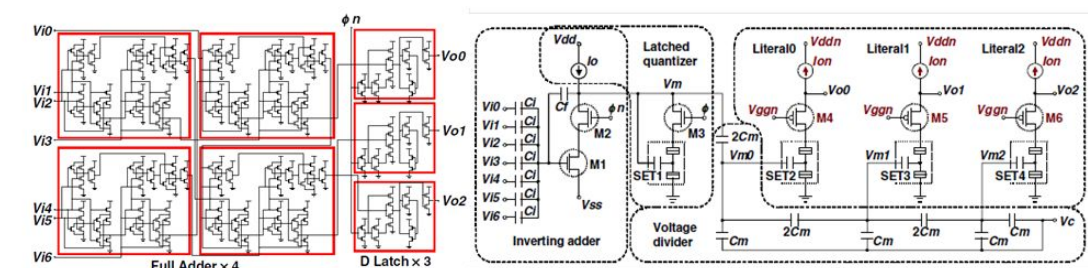 Vi0
Vi1
Vi2
Vi3
Vi4
Vi5
Vi6
ϕ n
Vo0
Vo1
Vo2
Full Adder × 4
D Latch × 3
Vdd
Io
Latched
quantizer
Vm
Cf
ϕ n
M2
ϕ
M3
Vi0
Ci
Vi1
Ci
Vi2
Ci
Vi3
Ci
Vi4
Ci
Vi5
Ci
Vi6
Ci
M1
SET1
Vss
Inverting adder
Voltage
divider
2Cm
Literal0
Vddn
Ion
Vo0
Vggn
M4
Vm0
SET2
Literal1
Vddn
Ion
Vo1
Vggn
M5
Vm1
SET3
Literal2
Vddn
Ion
Vo2
Vggn
M6
Vm2
SET4
Cm
2Cm
Cm
2Cm
Cm
Cm
Vc